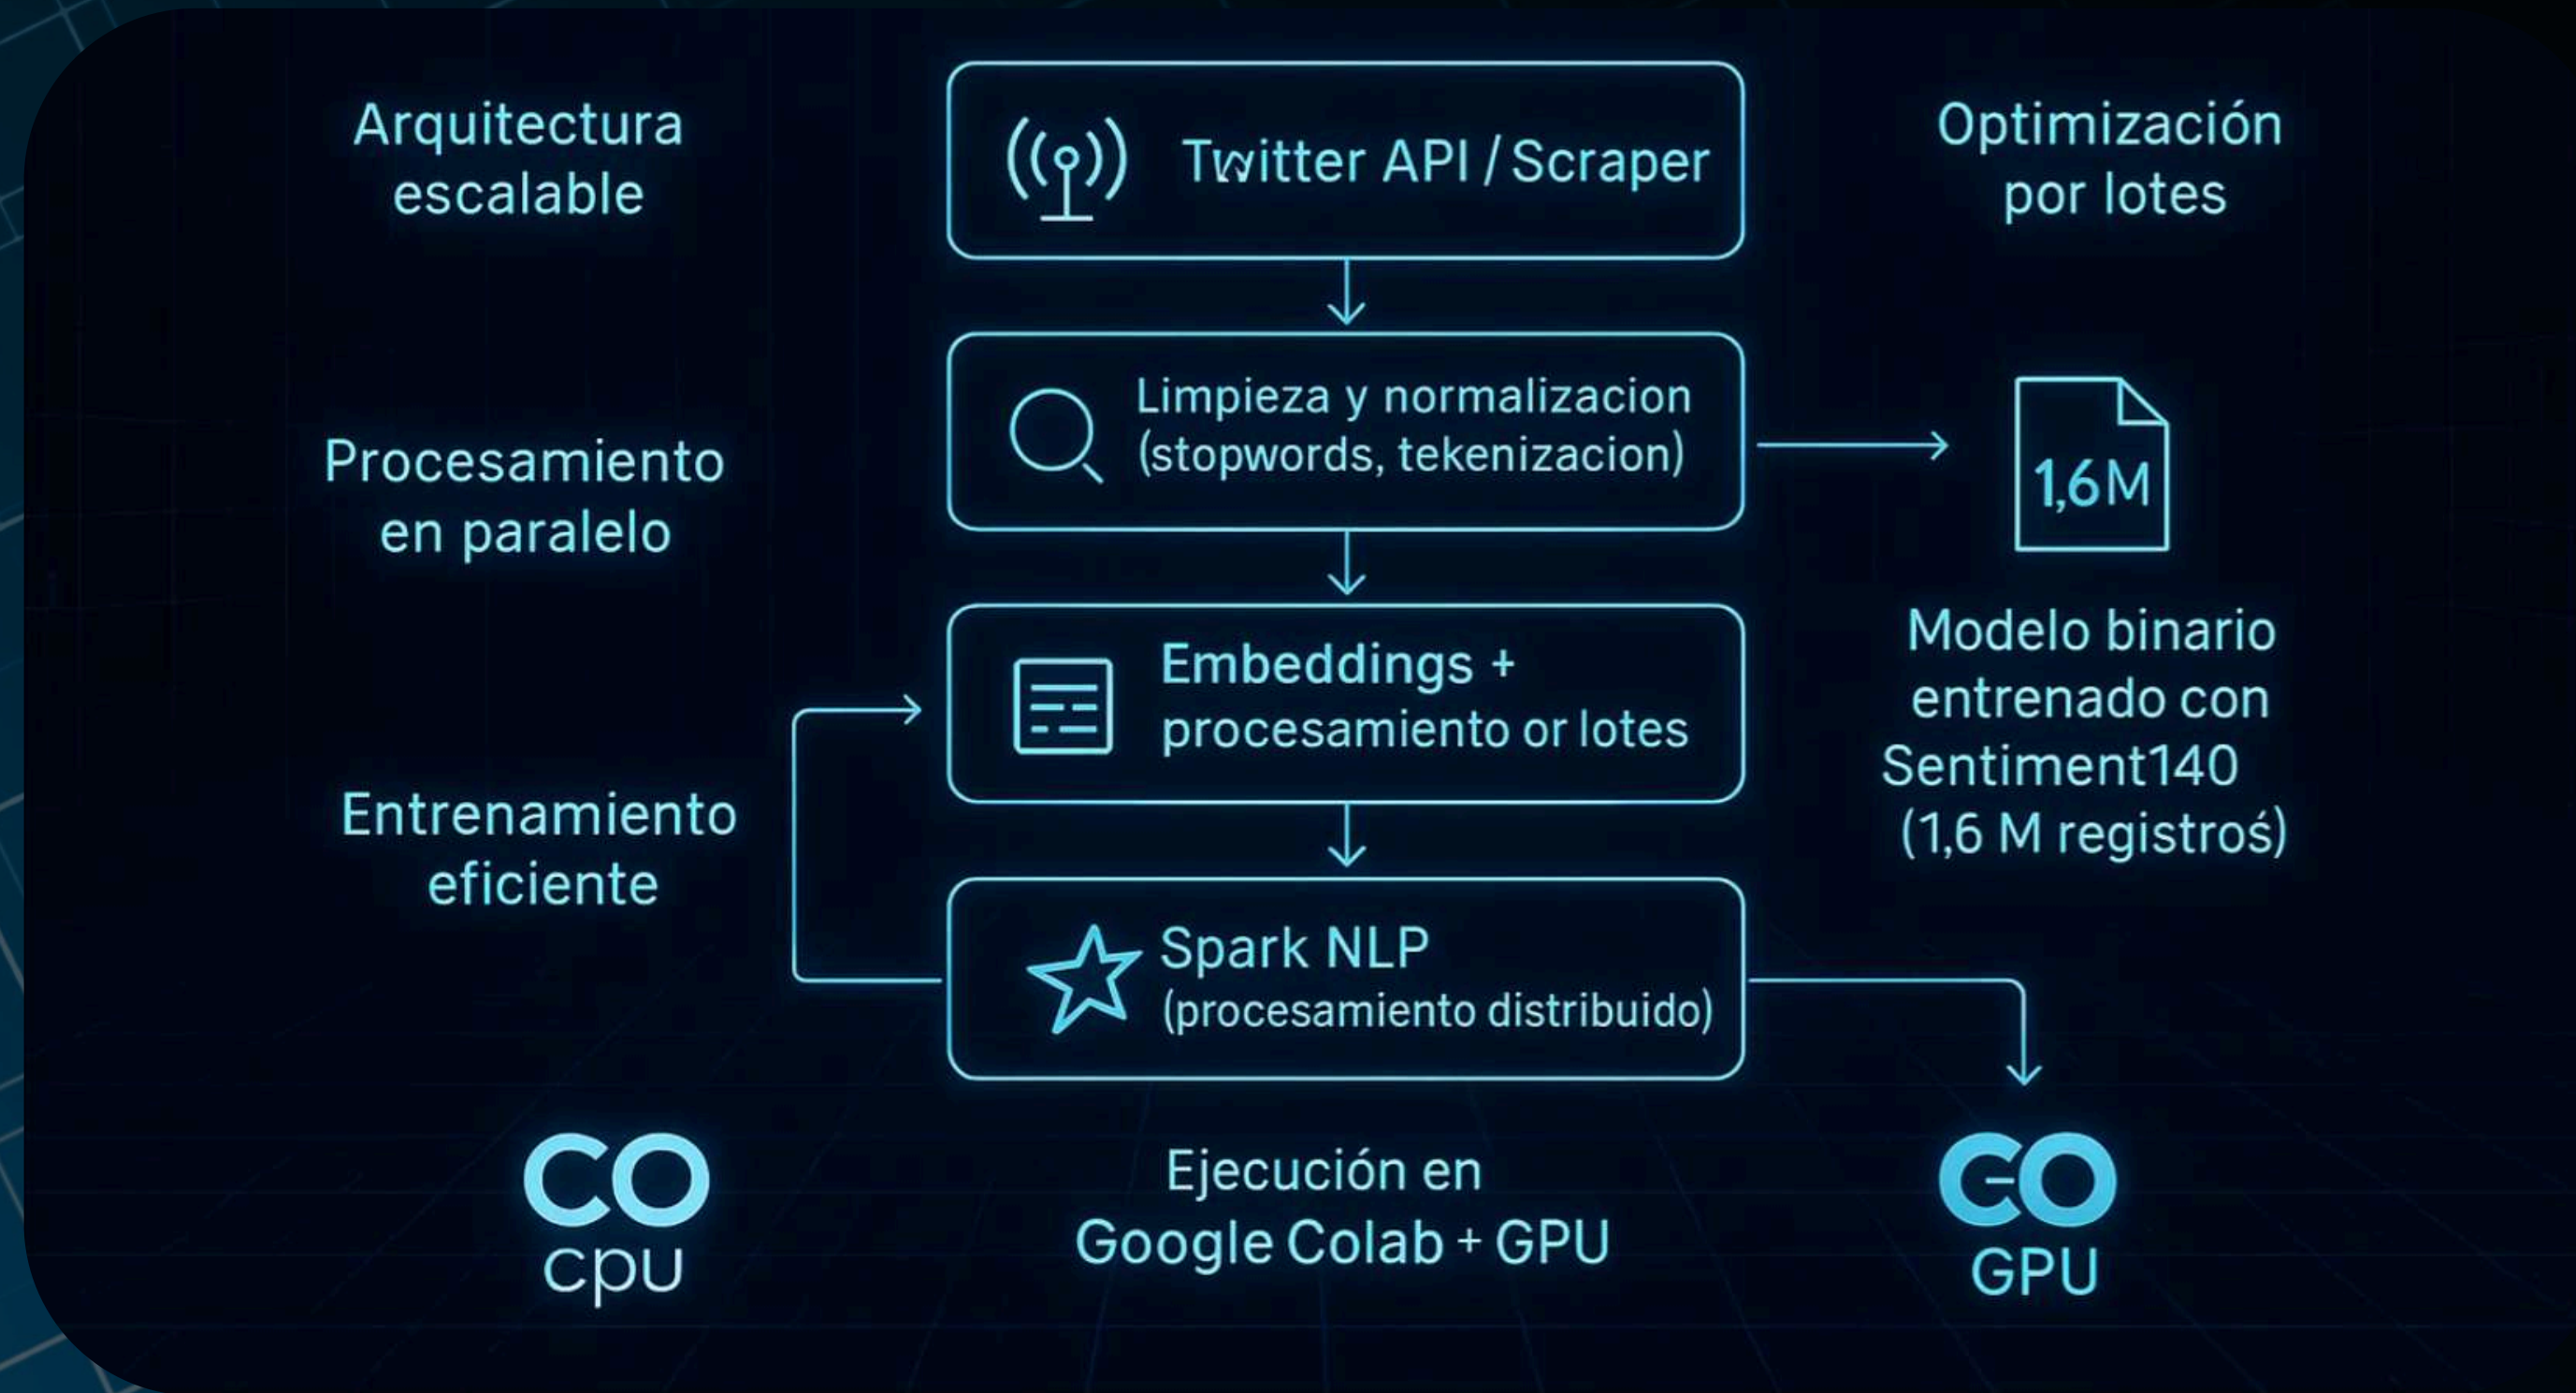 Arquitectura
escalable
Procesamiento
en paralelo
Entrenamiento
eficiente
Twitter API / Scraper
Limpieza y normalizacion
(stopwords, tekenizacion)
Embeddings +
procesamiento or lotes
Spark NLP
(procesamiento distribuido)
Optimización
por lotes
1,6 M
Modelo binario
entrenado con
Sentiment140
(1,6 M registroś)
CO
cpu
Ejecución en
Google Colab + GPU
CO
GPU